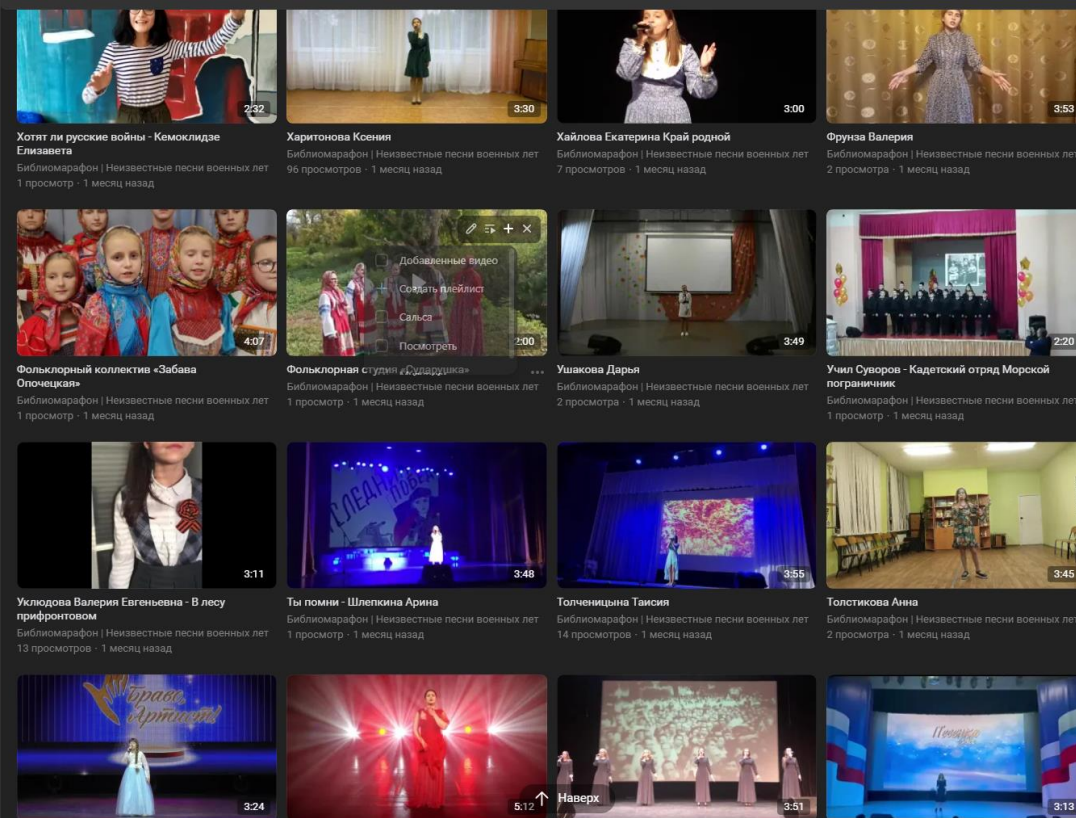 2:32
3:30
3:00
3:53
Хотят ли русские войны - Кемоклидзе
Елизавета
Библиомарафон | Неизвестные песни военных лет
1 просмотр · 1 месяц назад
Харитонова Ксения
Библиомарафон | Неизвестные песни военных лет
96 просмотров · 1 месяц назад
Хайлова Екатерина Край родной
Библиомарафон | Неизвестные песни военных лет
7 просмотров · 1 месяц назад
Фрунза Валерия
Библиомарафон | Неизвестные песни военных лет
2 просмотра · 1 месяц назад
Добавленные видео
Создать плейлист
Сальса
Посмотреть
4:07
2:00
3:49
2:20
Фольклорный коллектив «Забава
Опочецкая»
Библиомарафон | Неизвестные песни военных лет
1 просмотр · 1 месяц назад
Фольклорная студия «Сударушка»
Библиомарафон | Неизвестные песни военных лет
1 просмотр · 1 месяц назад
Ушакова Дарья
Библиомарафон | Неизвестные песни военных лет
2 просмотра · 1 месяц назад
Учил Суворов - Кадетский отряд Морской
пограничник
Библиомарафон | Неизвестные песни военных лет
1 просмотр · 1 месяц назад
3:11
3:48
3:55
3:45
Уклюдова Валерия Евгеньевна - В лесу
прифронтовом
Библиомарафон | Неизвестные песни военных лет
13 просмотров · 1 месяц назад
Ты помни - Шлепкина Арина
Библиомарафон | Неизвестные песни военных лет
1 просмотр · 1 месяц назад
Толченицына Таисия
Библиомарафон | Неизвестные песни военных лет
14 просмотров · 1 месяц назад
Толстикова Анна
Библиомарафон | Неизвестные песни военных лет
2 просмотра · 1 месяц назад
Браво,
Артист!
3:24
5:12
Наверх
3:51
3:13